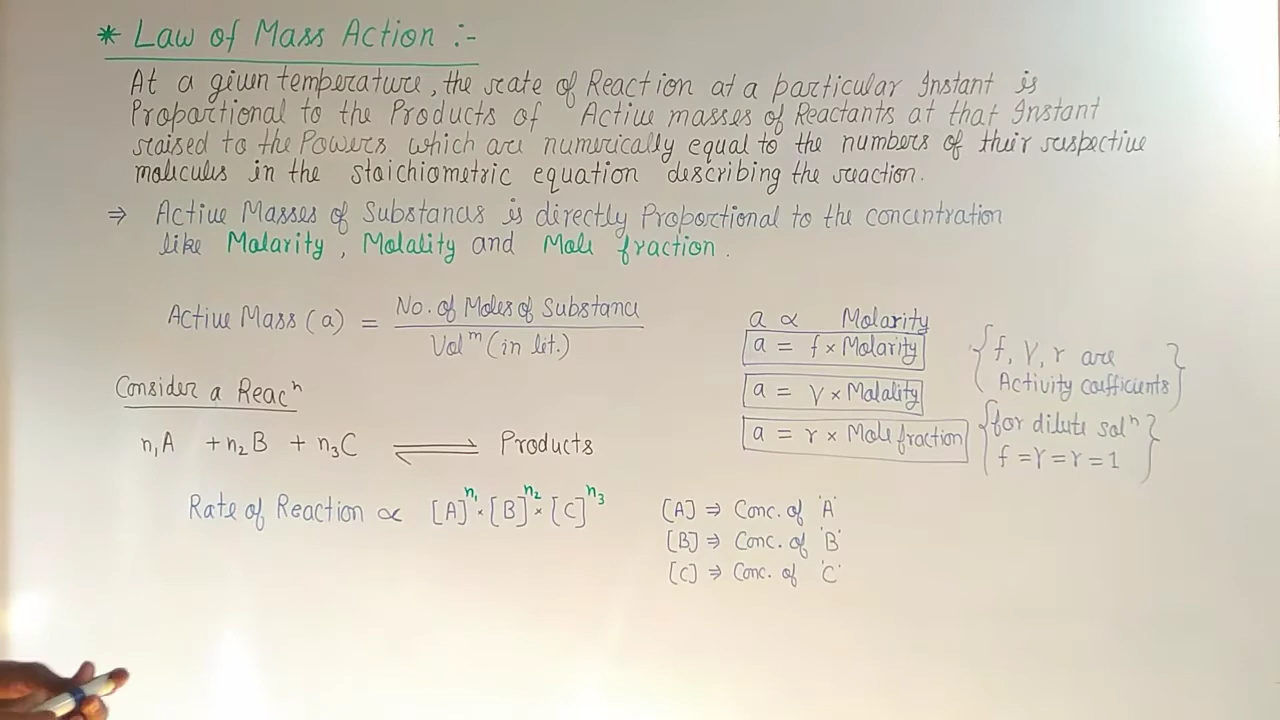 * Law of Mass Action :-
At a given temperature, the rate of Reaction at a particular Instant is
Proportional to the Products of Active masses of Reactants at that Instant
raised to the Powers which are numerically equal to the numbers of their respective
molecules in the stoichiometric equation describing the reaction.
⇒ Active Masses of Substances is directly Proportional to the concentration
like Molarity, Molality and Mole fraction.
Active Mass (a) = No. of Moles of Substance / Volᵐ (in lit.)
a ∝ Molarity
a = f × Molarity
a = γ × Molality
a = r × Mole fraction
{f, γ, r are
Activity coefficients}
{for dilute solⁿ
f = γ = r = 1}
Consider a Reacⁿ
n₁A + n₂B + n₃C ⇌ Products
Rate of Reaction ∝ [A]ⁿ¹ × [B]ⁿ² × [C]ⁿ³
[A] ⇒ Conc. of 'A'
[B] ⇒ Conc. of 'B'
[C] ⇒ Conc. of 'C'